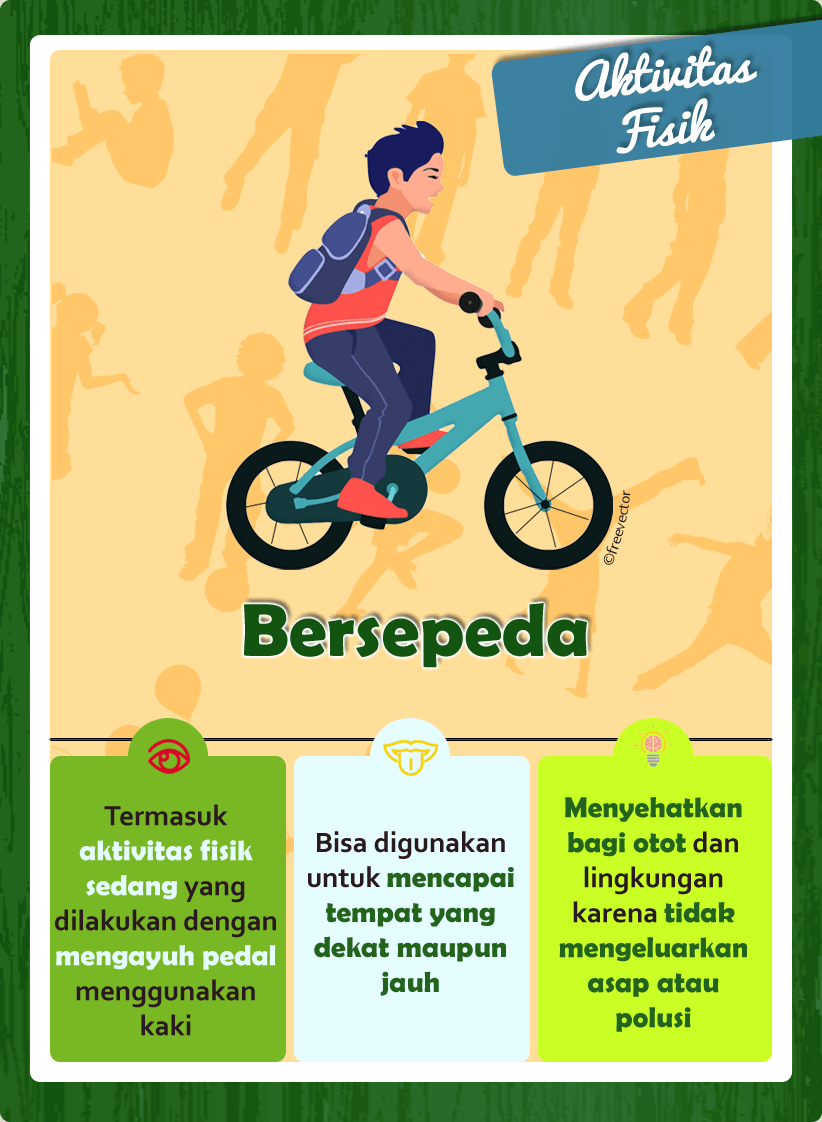 Aktivitas
Fisik
©freevector
Bersepeda
Termasuk
aktivitas fisik
sedang yang
dilakukan dengan
mengayuh pedal
menggunakan
kaki
Bisa digunakan
untuk mencapai
tempat yang
dekat maupun
jauh
Menyehatkan
bagi otot dan
lingkungan
karena tidak
mengeluarkan
asap atau
polusi